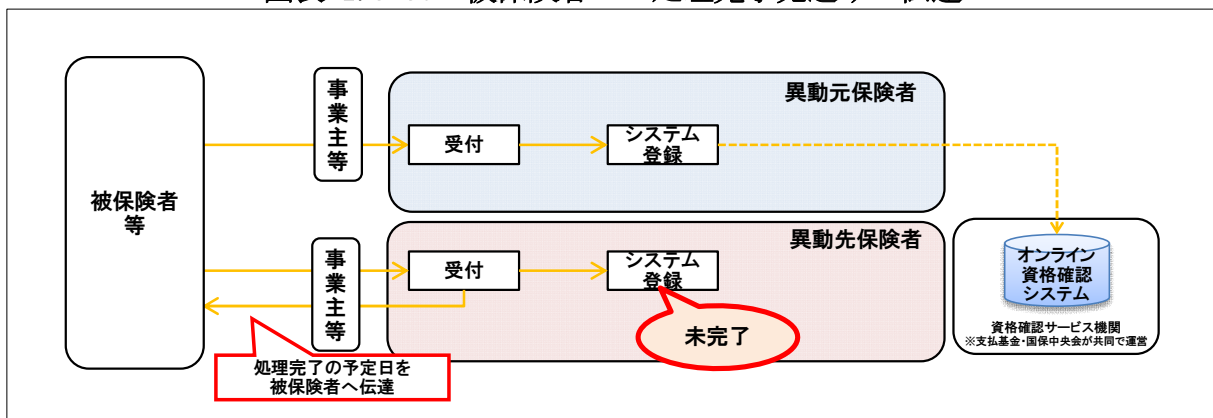 被保険者
等
事業主等
異動元保険者
受付
システム
登録
事業主等
異動先保険者
受付
システム
登録
未完了
処理完了の予定日を
被保険者へ伝達
オンライン
資格確認
システム
資格確認サービス機関
※支払基金・国保中央会が共同で運営